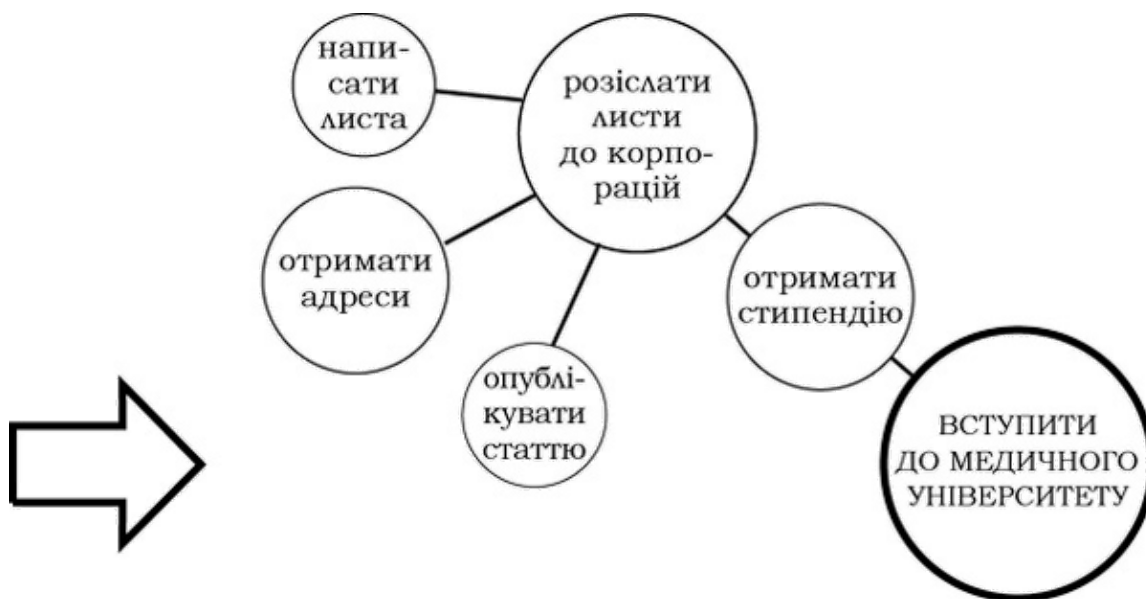 напи-
сати
листа
розіслати
листи
до корпо-
рацій
отримати
адреси
отримати
стипендію
опублі-
кувати
статтю
ВСТУПИТИ
ДО МЕДИЧНОГО
УНІВЕРСИТЕТУ